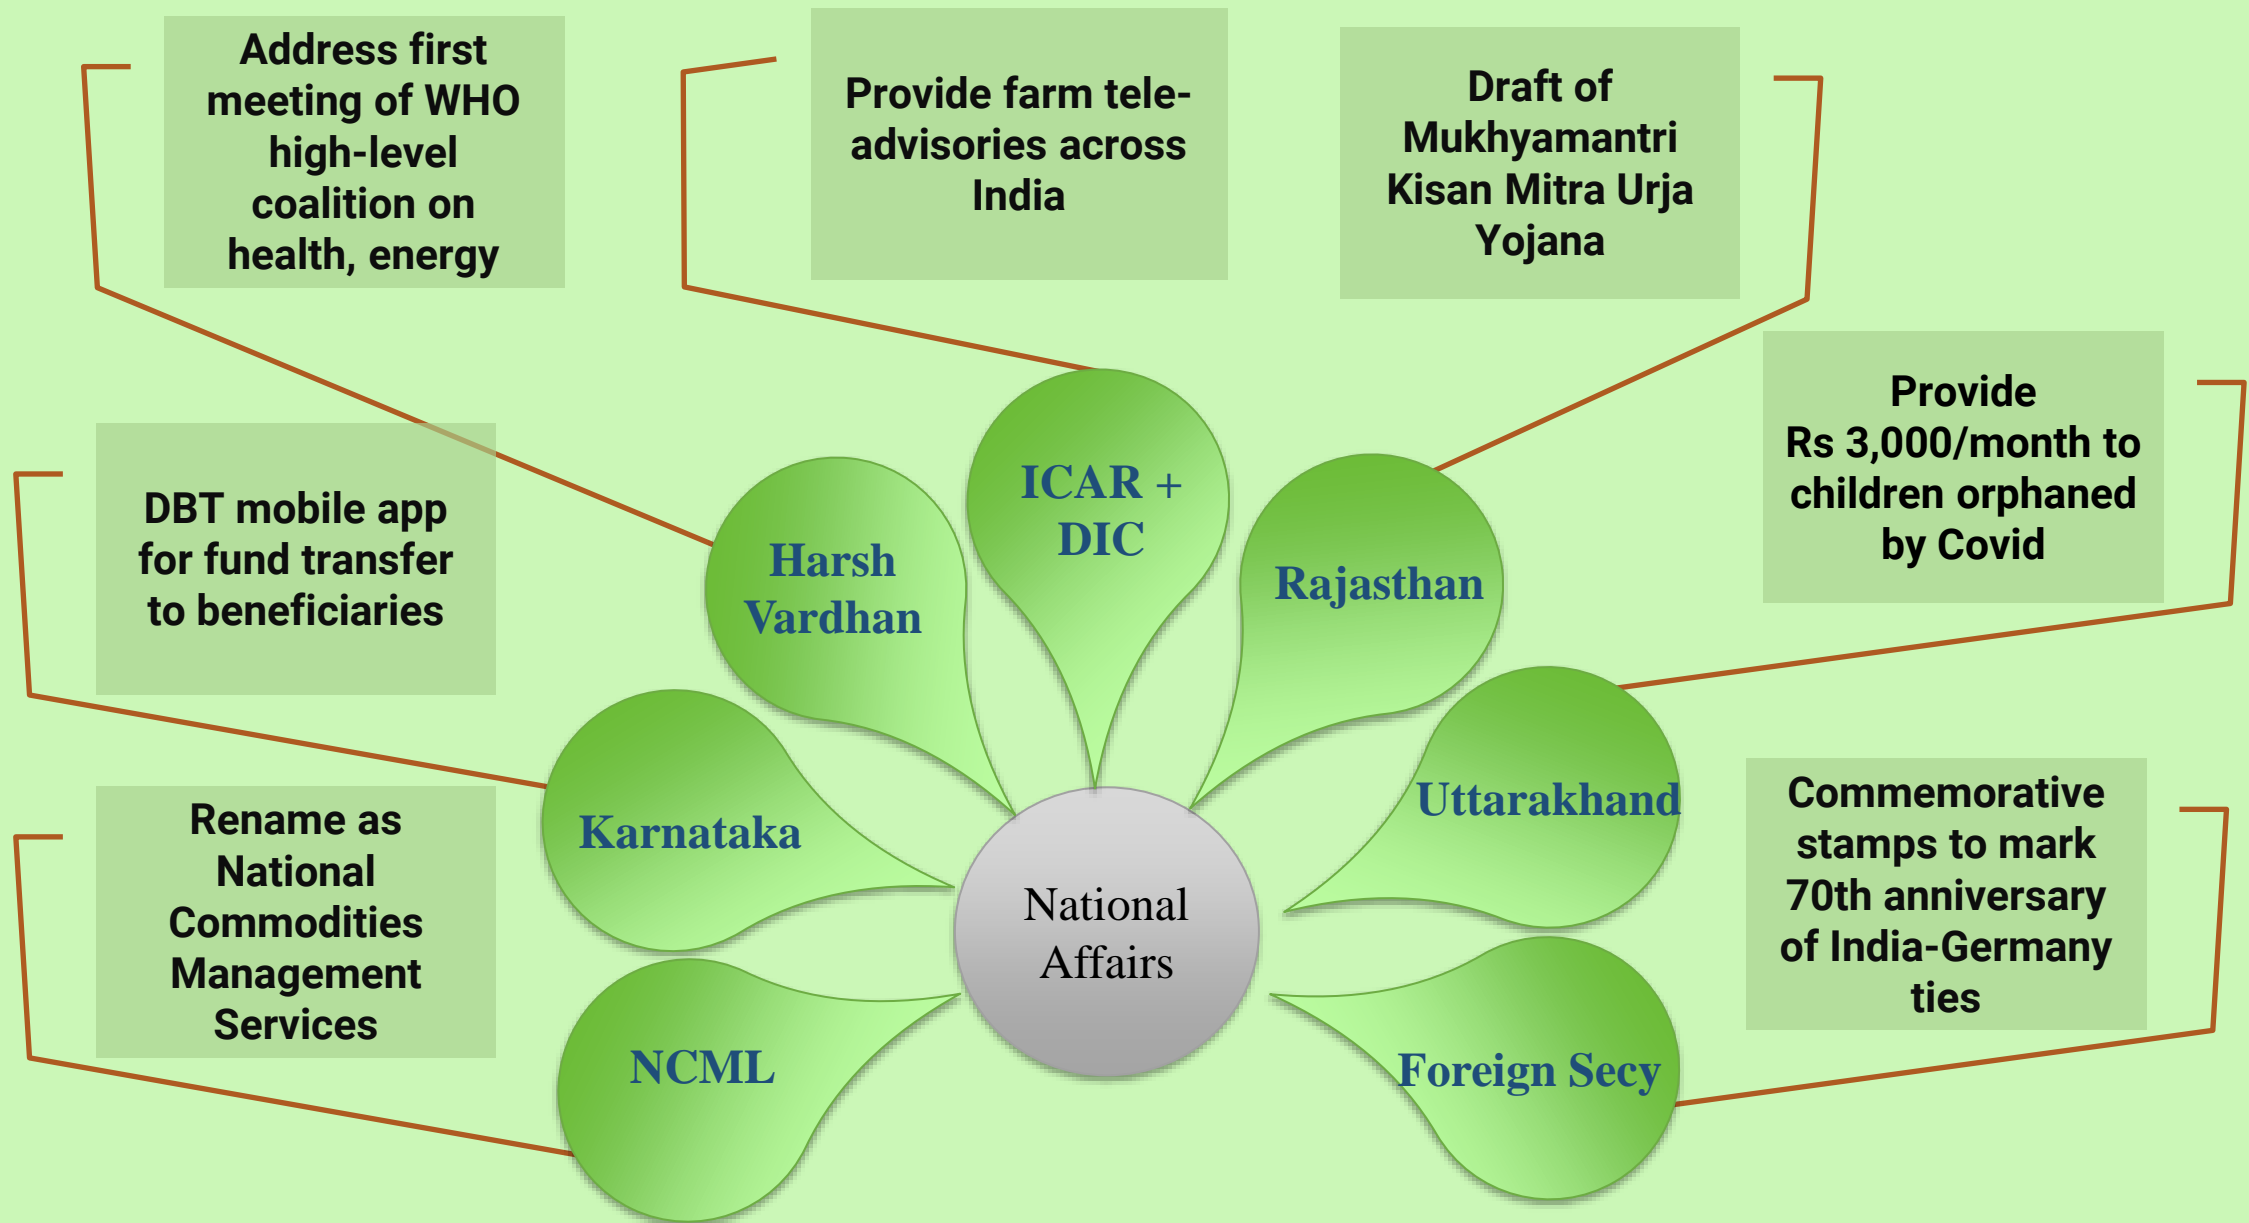 Address first
meeting of WHO
high-level
coalition on
health, energy
Provide farm tele-
advisories across
India
Draft of
Mukhyamantri
Kisan Mitra Urja
Yojana
Provide
Rs 3,000/month to
children orphaned
by Covid
DBT mobile app
for fund transfer
to beneficiaries
Harsh
Vardhan
ICAR +
DIC
Rajasthan
Karnataka
Uttarakhand
Rename as
National
Commodities
Management
Services
National
Affairs
Commemorative
stamps to mark
70th anniversary
of India-Germany
ties
NCML
Foreign Secy